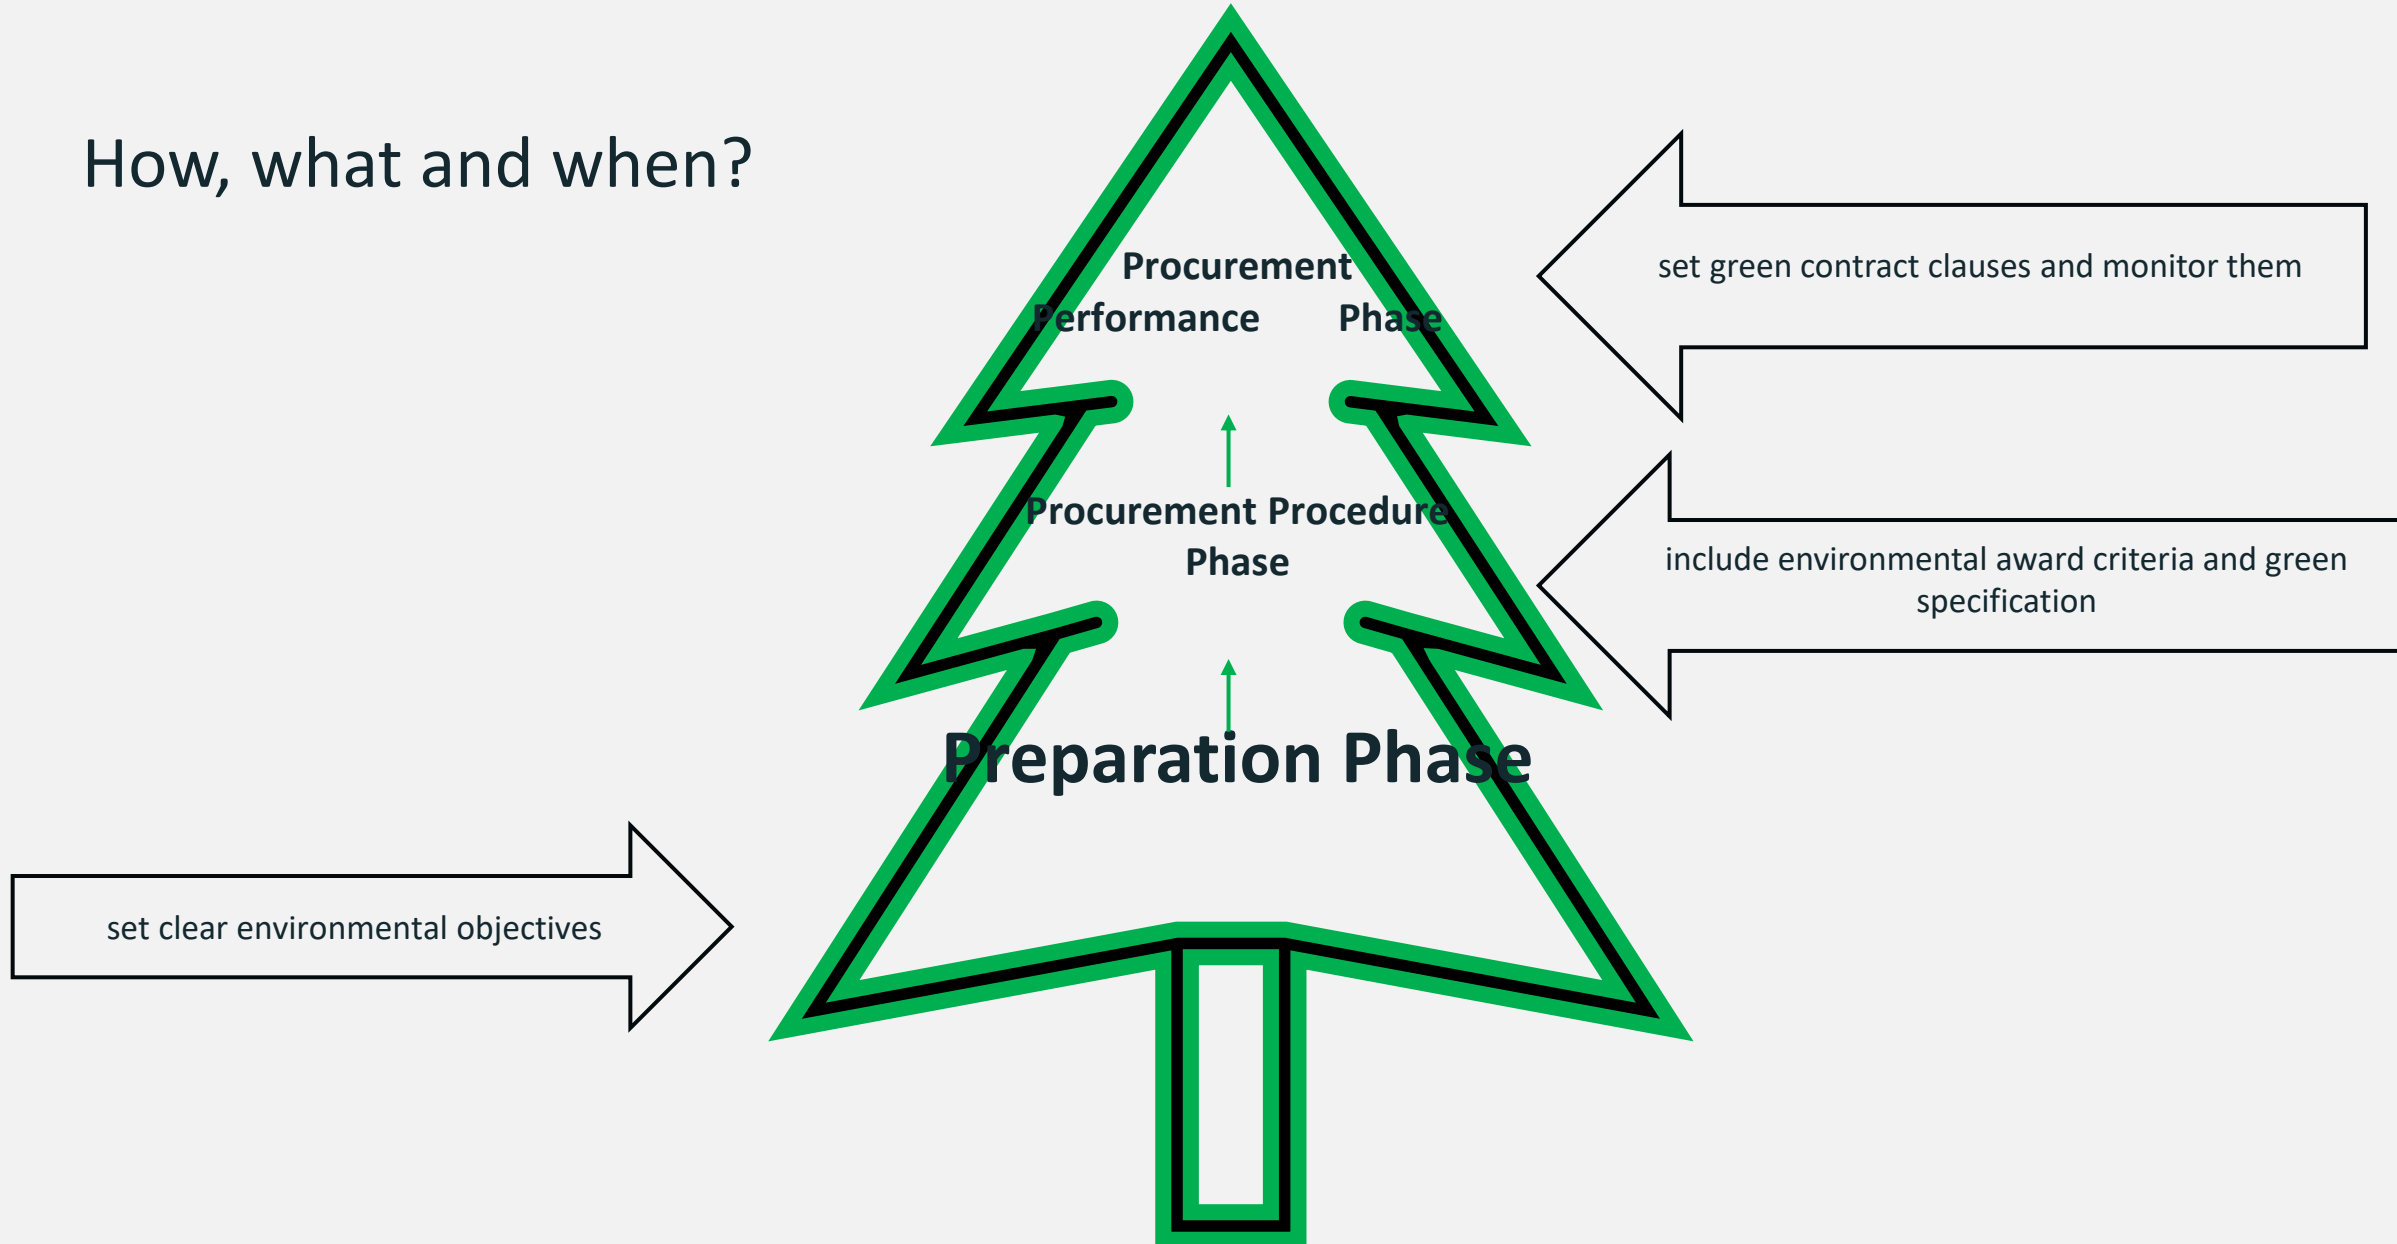 How, what and when?
Procurement
Performance Phase
set green contract clauses and monitor them
Procurement Procedure
Phase
include environmental award criteria and green
specification
Preparation Phase
set clear environmental objectives